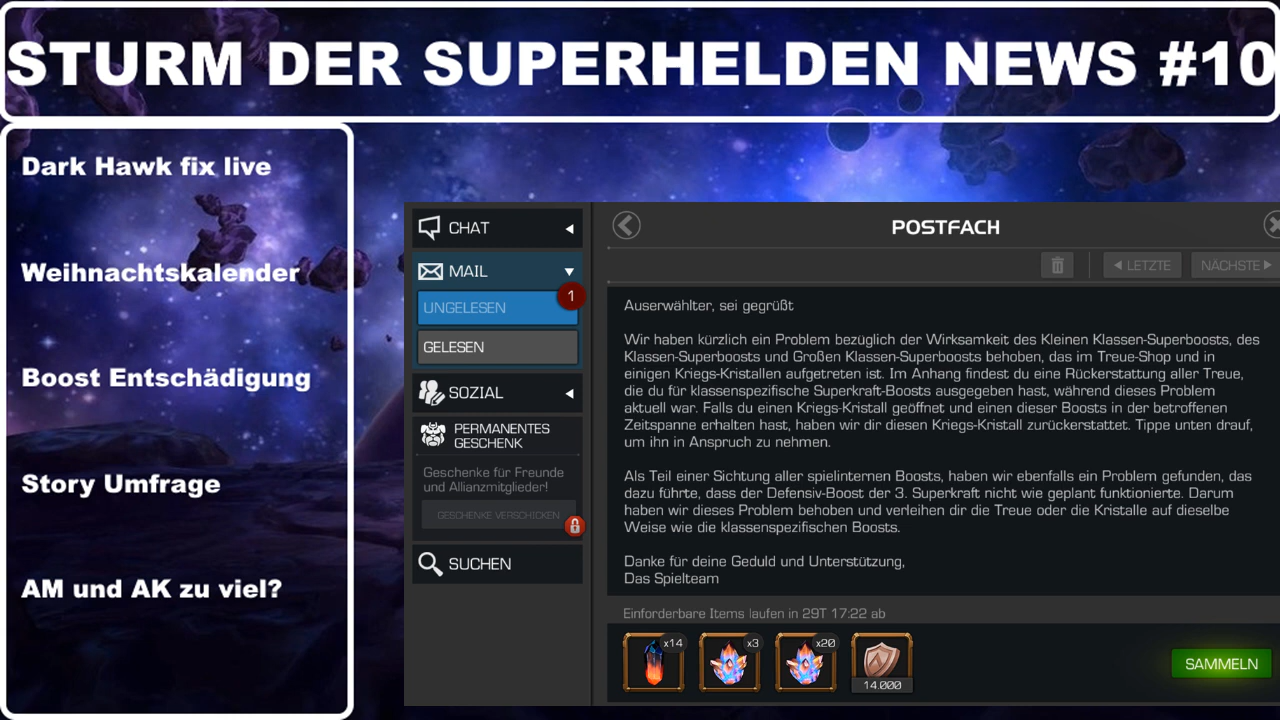 STURM DER SUPERHELDEN NEWS #10
Dark Hawk fix live
Weihnachtskalender
Boost Entschädigung
Story Umfrage
AM und AK zu viel?
CHAT
MAIL
1
UNGELESEN
GELESEN
SOZIAL
PERMANENTES
GESCHENK
Geschenke für Freunde
und Allianzmitglieder!
GESCHENKE VERSCHICKEN
SUCHEN
POSTFACH
LETZTE
NÄCHSTE
Auserwählter, sei gegrüßt
Wir haben kürzlich ein Problem bezüglich der Wirksamkeit des Kleinen Klassen-Superboosts, des
Klassen-Superboosts und Großen Klassen-Superboosts behoben, das im Treue-Shop und in
einigen Kriegs-Kristallen aufgetreten ist. Im Anhang findest du eine Rückerstattung aller Treue,
die du für klassenspezifische Superkraft-Boosts ausgegeben hast, während dieses Problem
aktuell war. Falls du einen Kriegs-Kristall geöffnet und einen dieser Boosts in der betroffenen
Zeitspanne erhalten hast, haben wir dir diesen Kriegs-Kristall zurückerstattet. Tippe unten drauf,
um ihn in Anspruch zu nehmen.
Als Teil einer Sichtung aller spielinternen Boosts, haben wir ebenfalls ein Problem gefunden, das
dazu führte, dass der Defensiv-Boost der 3. Superkraft nicht wie geplant funktionierte. Darum
haben wir dieses Problem behoben und verleihen dir die Treue oder die Kristalle auf dieselbe
Weise wie die klassenspezifischen Boosts.
Danke für deine Geduld und Unterstützung,
Das Spielteam
Einforderbare Items laufen in 29T 17:22 ab
x14
x3
x20
14.000
SAMMELN